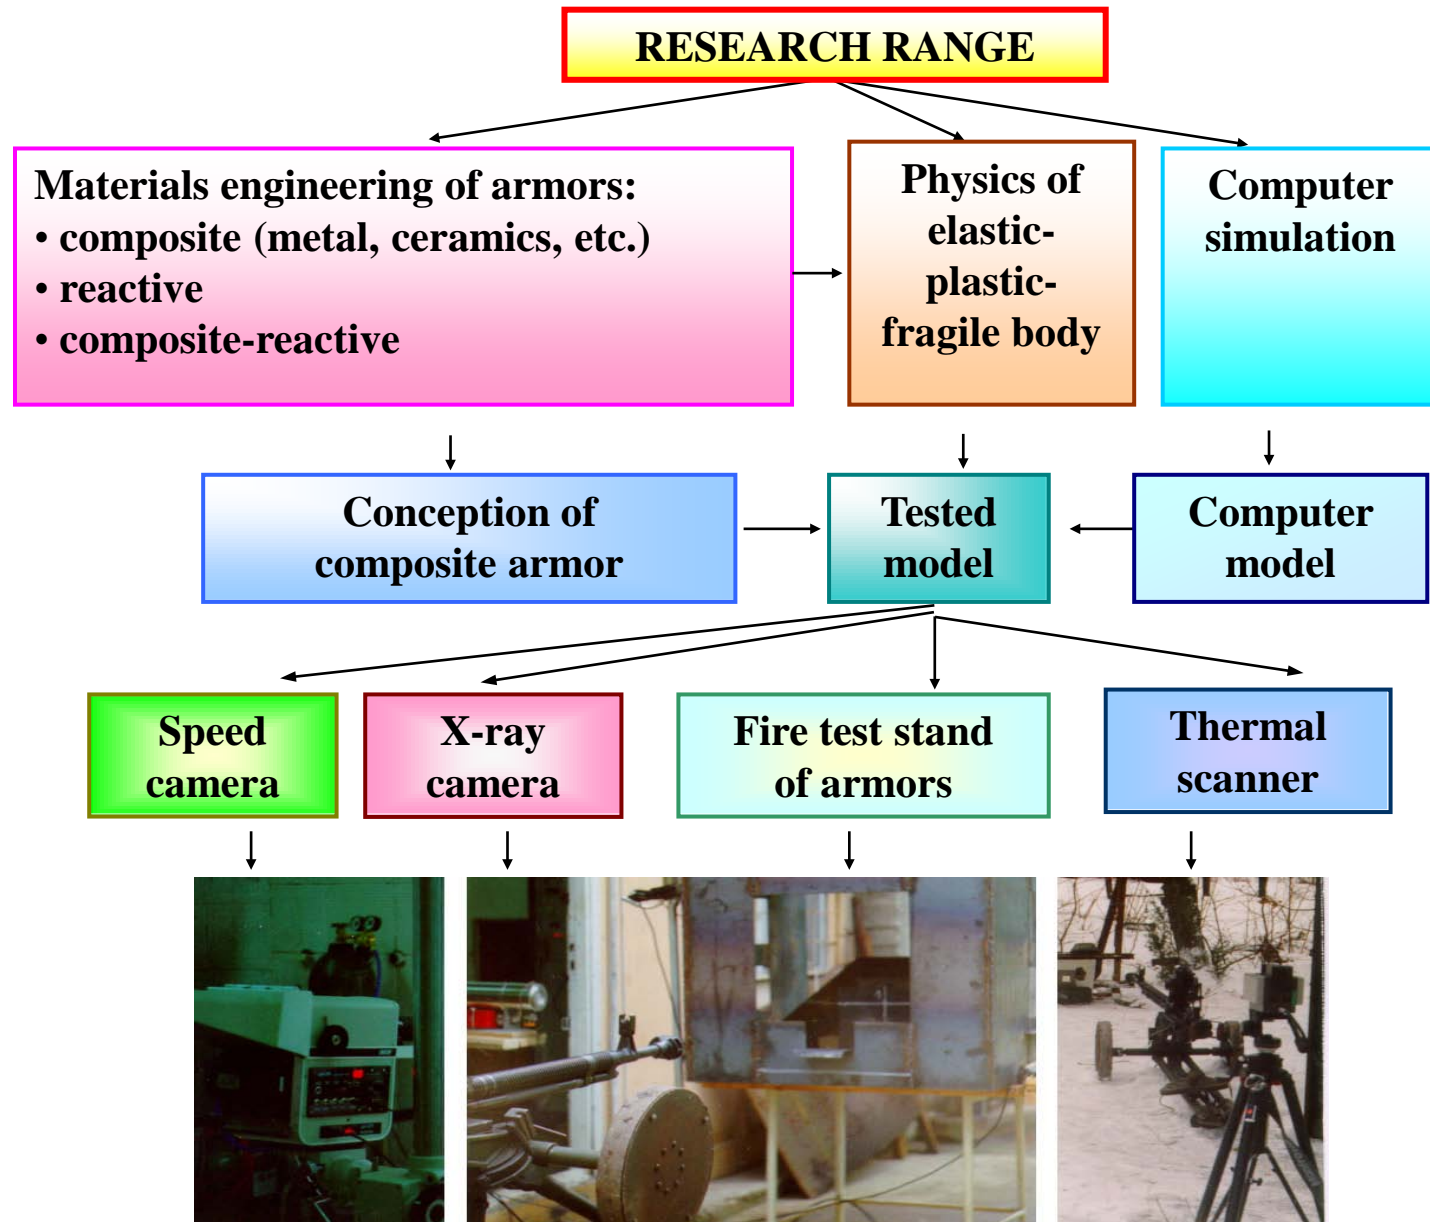 RESEARCH RANGE
Materials engineering of armors:
• composite (metal, ceramics, etc.)
• reactive
• composite-reactive
Physics of
elastic-
plastic-
fragile body
Computer
simulation
Conception of
composite armor
Tested
model
Computer
model
Speed
camera
X-ray
camera
Fire test stand
of armors
Thermal
scanner